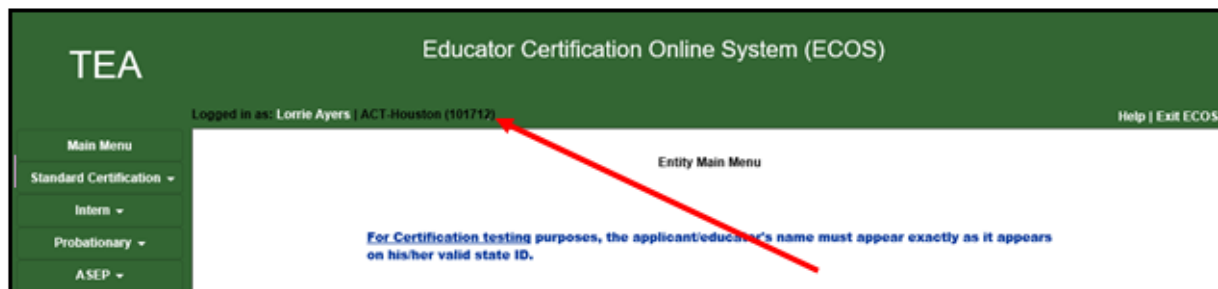 TEA
Educator Certification Online System (ECOS)
Logged in as: Lorrie Ayers | ACT-Houston (101712)
Help | Exit ECOS
Main Menu
Standard Certification
Intern
Probationary
ASEP
Entity Main Menu
For Certification testing purposes, the applicant/educator's name must appear exactly as it appears
on his/her valid state ID.